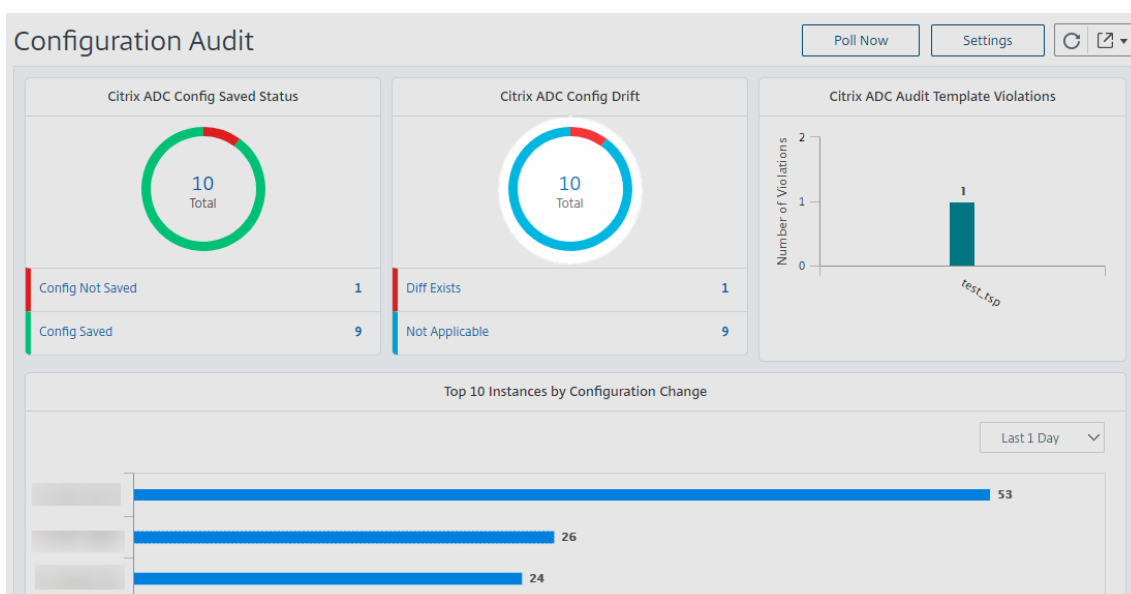 Configuration Audit
Poll Now
Settings
Citrix ADC Config Saved Status
10
Total
Config Not Saved 1
Config Saved 9
Citrix ADC Config Drift
10
Total
Diff Exists 1
Not Applicable 9
Citrix ADC Audit Template Violations
Number of Violations
2
1
0
1
test_tsp
Top 10 Instances by Configuration Change
Last 1 Day
53
26
24